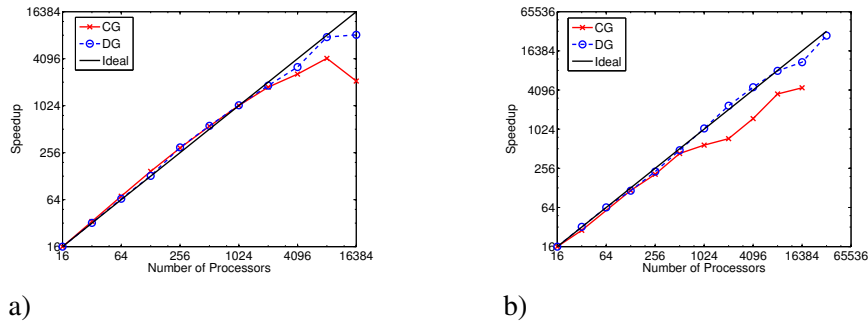 16384
4096
1024
256
64
16
Speedup
CG
DG
Ideal
16 64 256 1024 4096 16384
Number of Processors
a)
65536
16384
4096
1024
256
64
16
Speedup
CG
DG
Ideal
16 64 256 1024 4096 16384 65536
Number of Processors
b)